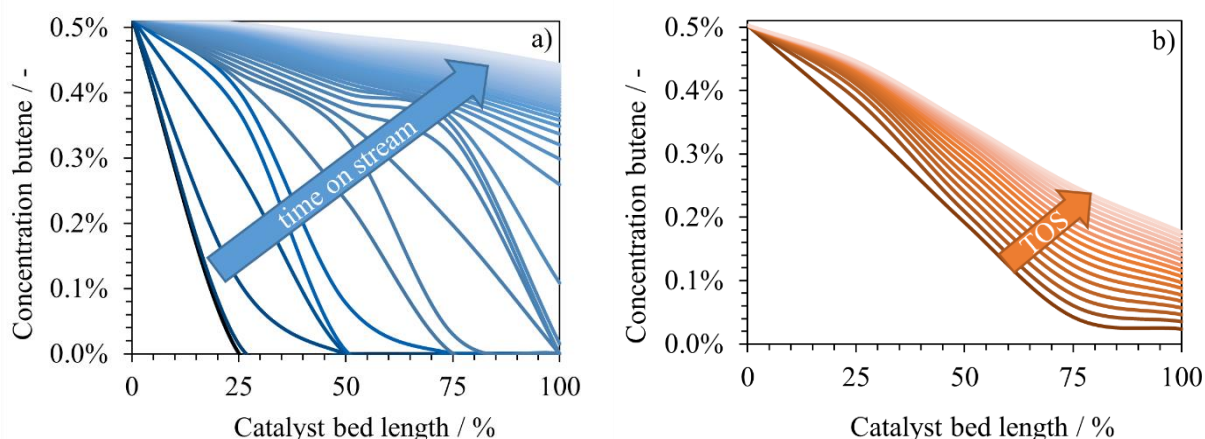 a)
Concentration butene / -
0.5%
0.4%
0.3%
0.2%
0.1%
0.0%
time on stream
0 25 50 75 100
Catalyst bed length / %
b)
Concentration butene / -
0.5%
0.4%
0.3%
0.2%
0.1%
0.0%
TOS
0 25 50 75 100
Catalyst bed length / %